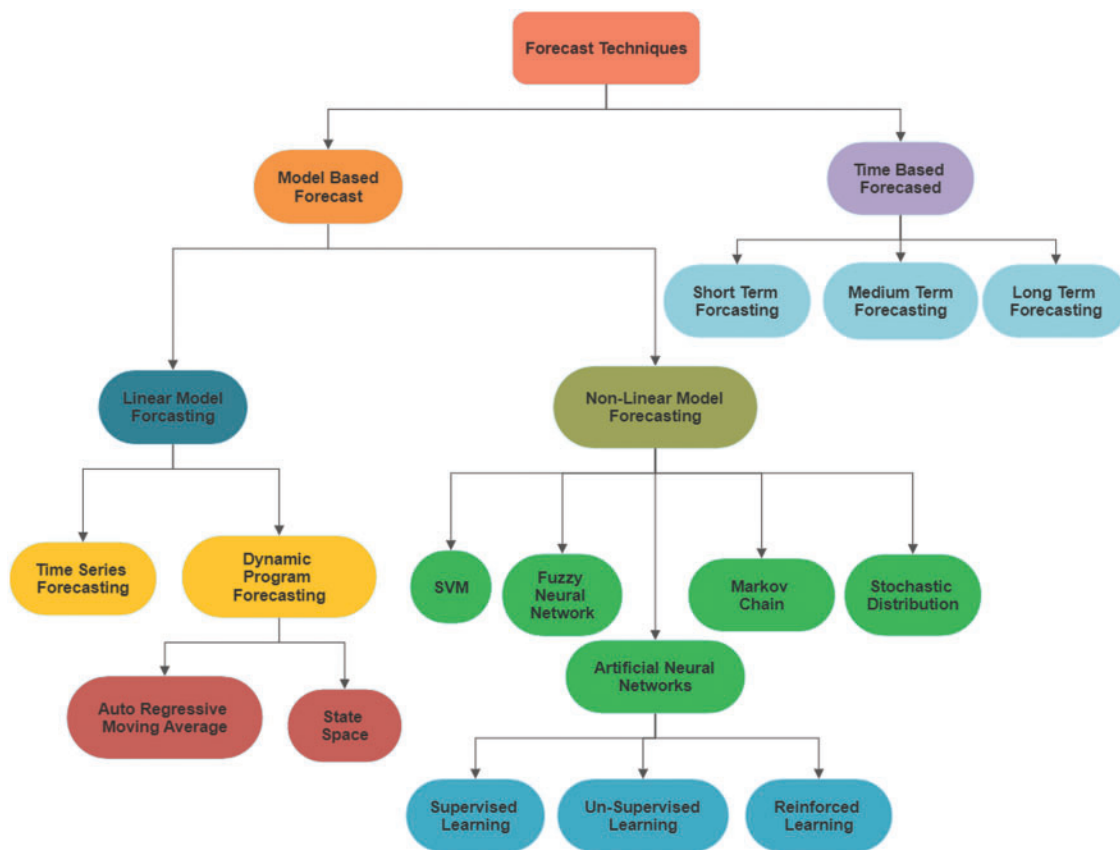 Forecast Techniques
Model Based
Forecast
Time Based
Forecased
Short Term
Forcasting
Medium Term
Forecasting
Long Term
Forecasting
Linear Model
Forcasting
Non-Linear Model
Forecasting
Time Series
Forecasting
Dynamic
Program
Forecasting
SVM
Fuzzy
Neural
Network
Markov
Chain
Stochastic
Distribution
Artificial Neural
Networks
Auto Regressive
Moving Average
State
Space
Supervised
Learning
Un-Supervised
Learning
Reinforced
Learning